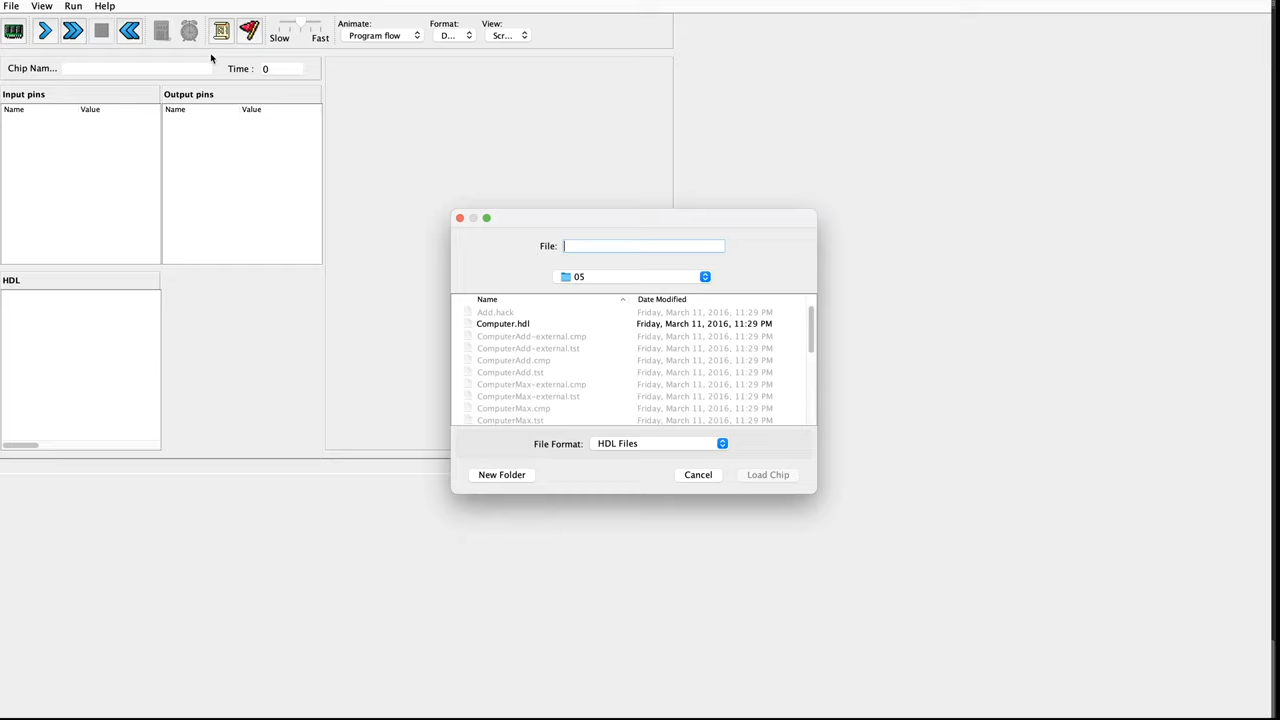 File View Run Help
Animate: Format: View:
Slow Fast Program flow D... Scr...
Chip Nam... Time : 0
Input pins Output pins
Name Value Name Value
HDL
File:
05
Name Date Modified
Add.hack Friday, March 11, 2016, 11:29 PM
Computer.hdl Friday, March 11, 2016, 11:29 PM
ComputerAdd-external.cmp Friday, March 11, 2016, 11:29 PM
ComputerAdd-external.tst Friday, March 11, 2016, 11:29 PM
ComputerAdd.cmp Friday, March 11, 2016, 11:29 PM
ComputerAdd.tst Friday, March 11, 2016, 11:29 PM
ComputerMax-external.cmp Friday, March 11, 2016, 11:29 PM
ComputerMax-external.tst Friday, March 11, 2016, 11:29 PM
ComputerMax.cmp Friday, March 11, 2016, 11:29 PM
ComputerMax.tst Friday, March 11, 2016, 11:29 PM
File Format: HDL Files
New Folder Cancel Load Chip